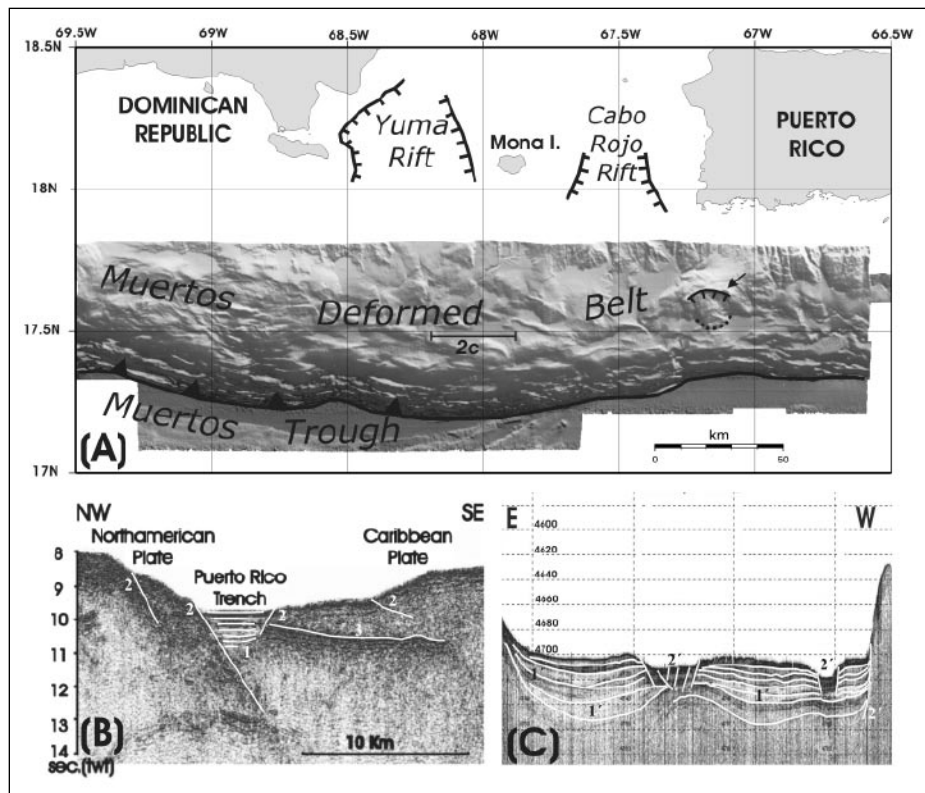 69.5W 69W 68.5W 68W 67.5W 67W 66.5W
18.5N
DOMINICAN
REPUBLIC
Yuma
Rift
Mona I.
Cabo
Rojo
Rift
PUERTO
RICO
18N
Muertos Deformed Belt
17.5N
2c
Muertos Trough
km
0 50
(A)
17N
NW SE
Northamerican
Plate
Caribbean
Plate
Puerto Rico
Trench
8
9
10
11
12
13
14
sec.(twt)
2
2 2
2
3
1
10 Km
(B)
E W
4600
4620
4640
4660
4680
4700
2 2'
1 1'
1' 2
(C)